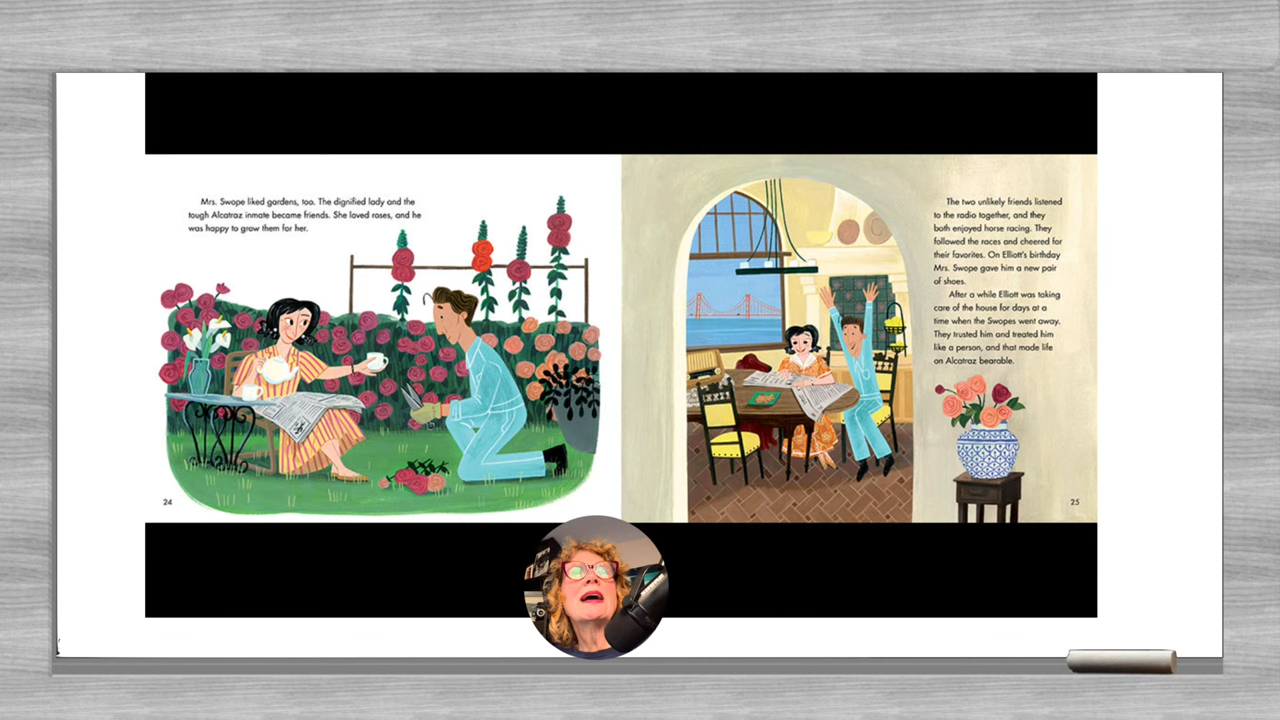 Mrs. Swope liked gardens, too. The dignified lady and the
tough Alcatraz inmate became friends. She loved roses, and he
was happy to grow them for her.
24
The two unlikely friends listened
to the radio together, and they
both enjoyed horse racing. They
followed the races and cheered for
their favorites. On Elliott's birthday
Mrs. Swope gave him a new pair
of shoes.
After a while Elliott was taking
care of the house for days at a
time when the Swopes went away.
They trusted him and treated him
like a person, and that made life
on Alcatraz bearable.
25